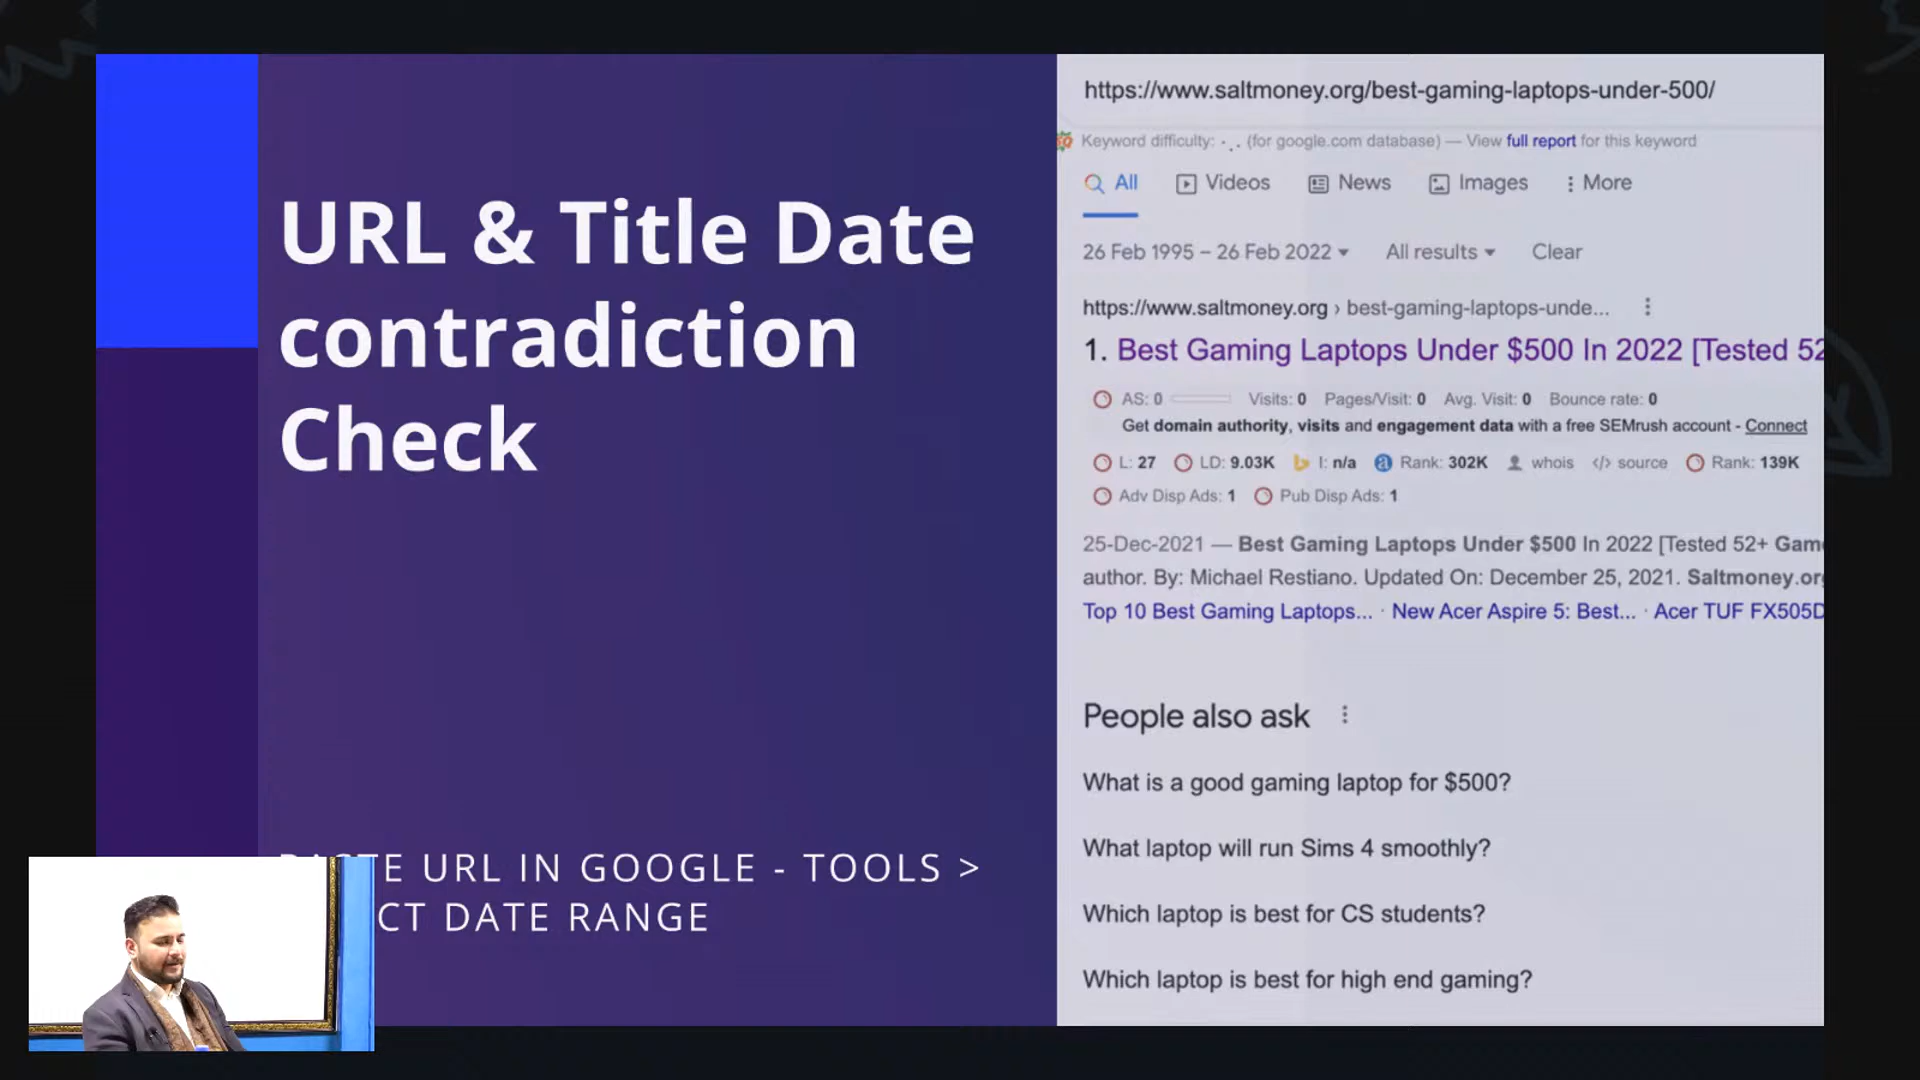 URL & Title Date
contradiction
Check
URL IN GOOGLE - TOOLS >
DATE RANGE
https://www.saltmoney.org/best-gaming-laptops-under-500/
Keyword difficulty: (for google.com database) — View full report for this keyword
All Videos News Images More
26 Feb 1995 – 26 Feb 2022 All results Clear
https://www.saltmoney.org › best-gaming-laptops-unde...
1. Best Gaming Laptops Under $500 In 2022 [Tested 52
AS: 0 Visits: 0 Pages/Visit: 0 Avg. Visit: 0 Bounce rate: 0
Get domain authority, visits and engagement data with a free SEMrush account - Connect
L: 27 LD: 9.03K I: n/a Rank: 302K whois </> source Rank: 139K
Adv Disp Ads: 1 Pub Disp Ads: 1
25-Dec-2021 — Best Gaming Laptops Under $500 In 2022 [Tested 52+ Gam
author. By: Michael Restiano. Updated On: December 25, 2021. Saltmoney.or
Top 10 Best Gaming Laptops... · New Acer Aspire 5: Best... · Acer TUF FX505D
People also ask
What is a good gaming laptop for $500?
What laptop will run Sims 4 smoothly?
Which laptop is best for CS students?
Which laptop is best for high end gaming?